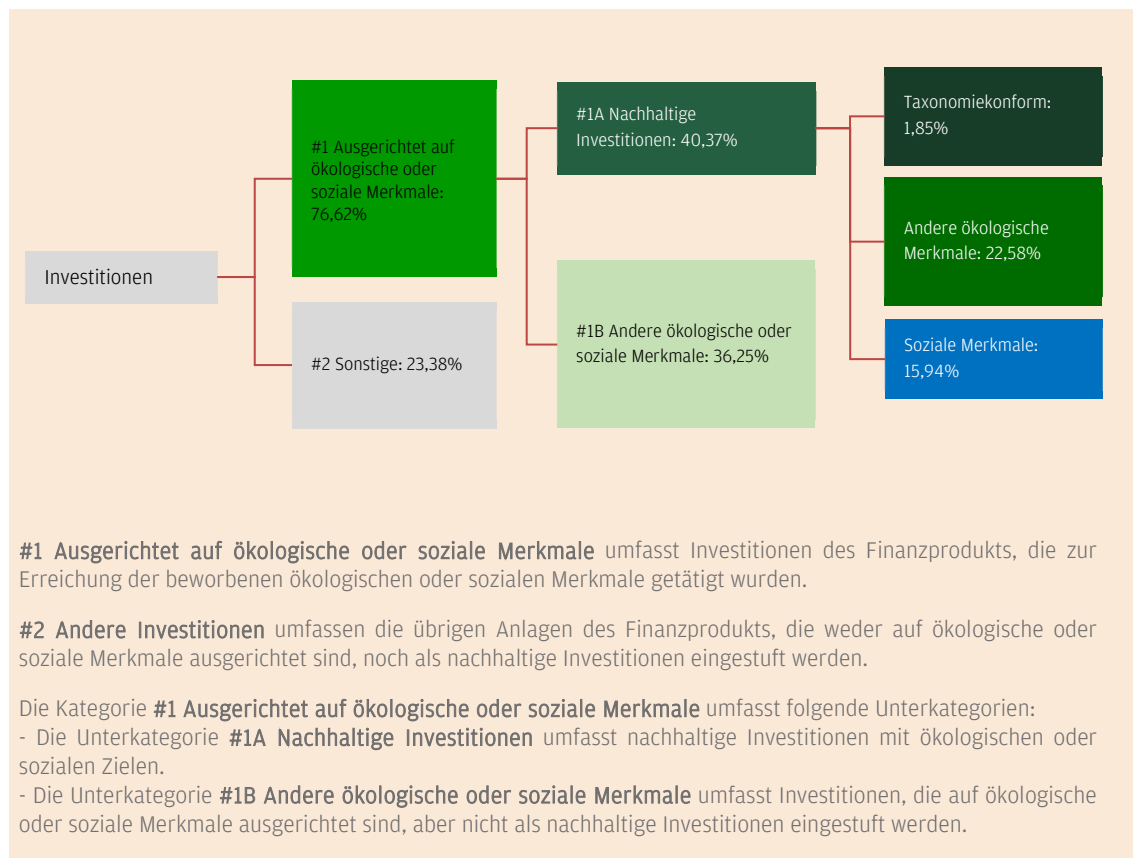 Investitionen
#1 Ausgerichtet auf
ökologische oder
soziale Merkmale:
76,62%
#2 Sonstige: 23,38%
#1A Nachhaltige
Investitionen: 40,37%
#1B Andere ökologische oder
soziale Merkmale: 36,25%
Taxonomiekonform:
1,85%
Andere ökologische
Merkmale: 22,58%
Soziale Merkmale:
15,94%
#1 Ausgerichtet auf ökologische oder soziale Merkmale umfasst Investitionen des Finanzprodukts, die zur
Erreichung der beworbenen ökologischen oder sozialen Merkmale getätigt wurden.
#2 Andere Investitionen umfassen die übrigen Anlagen des Finanzprodukts, die weder auf ökologische oder
soziale Merkmale ausgerichtet sind, noch als nachhaltige Investitionen eingestuft werden.
Die Kategorie #1 Ausgerichtet auf ökologische oder soziale Merkmale umfasst folgende Unterkategorien:
- Die Unterkategorie #1A Nachhaltige Investitionen umfasst nachhaltige Investitionen mit ökologischen oder
sozialen Zielen.
- Die Unterkategorie #1B Andere ökologische oder soziale Merkmale umfasst Investitionen, die auf ökologische
oder soziale Merkmale ausgerichtet sind, aber nicht als nachhaltige Investitionen eingestuft werden.